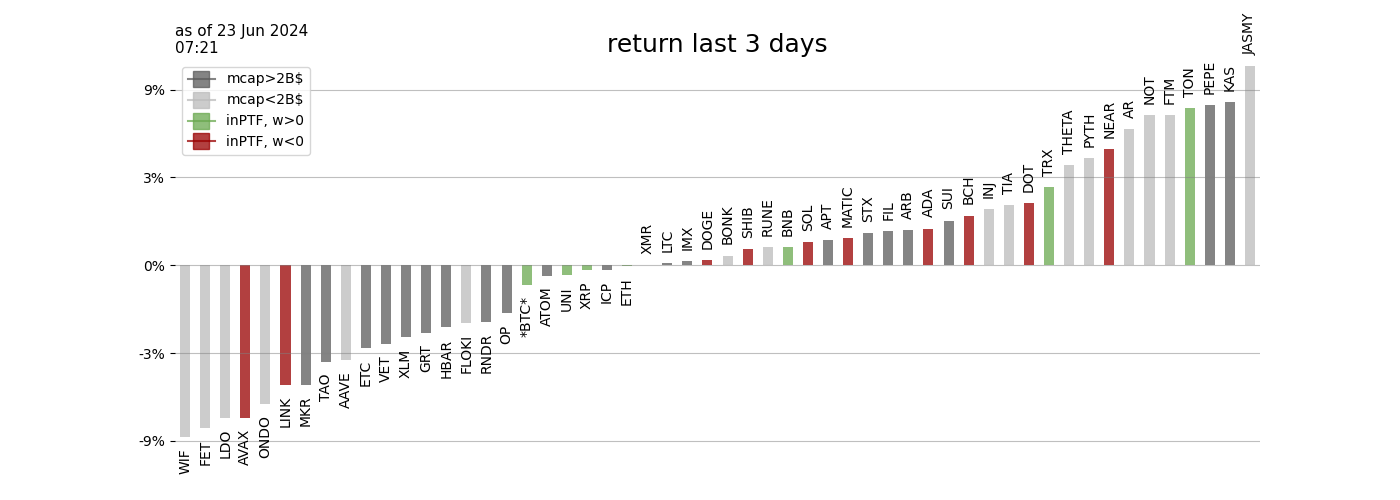 as of 23 Jun 2024
07:21
return last 3 days
mcap>2B$
mcap<2B$
inPTF, w>0
inPTF, w<0
9%
3%
0%
-3%
-9%
WIF
FET
LDO
AVAX
ONDO
LINK
MKR
TAO
AAVE
ETC
VET
XLM
GRT
HBAR
FLOKI
RNDR
OP
*BTC*
ATOM
UNI
XRP
ICP
ETH
XMR
LTC
IMX
DOGE
BONK
SHIB
RUNE
BNB
SOL
APT
MATIC
STX
FIL
ARB
ADA
SUI
BCH
INJ
TIA
DOT
TRX
THETA
PYTH
NEAR
AR
NOT
FTM
TON
PEPE
KAS
JASMY